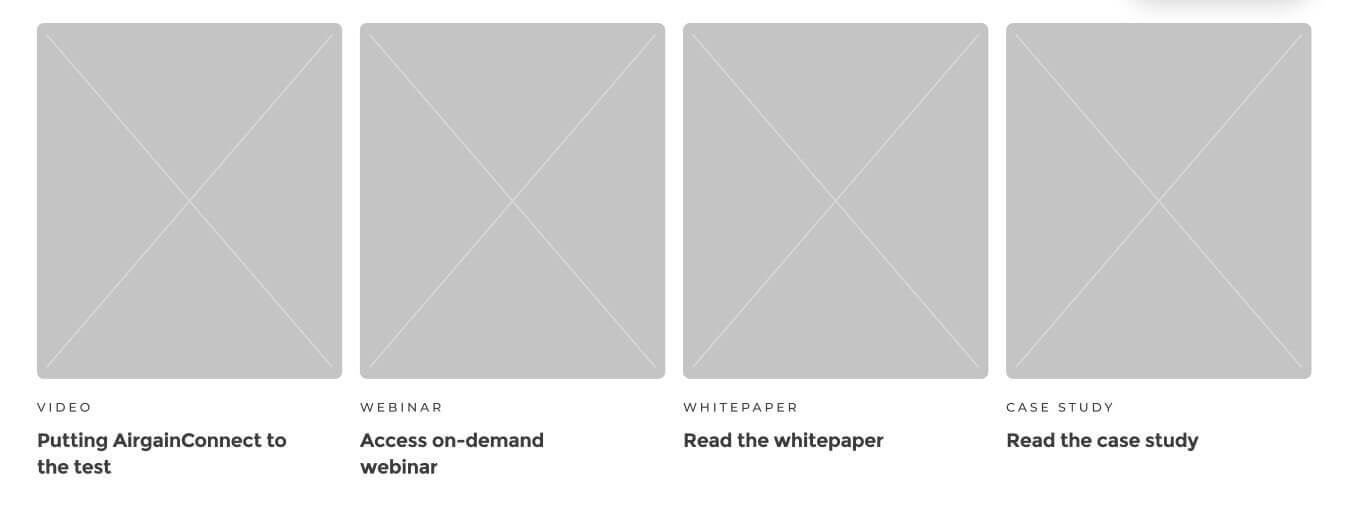 VIDEO
Putting AirgainConnect to
the test
WEBINAR
Access on-demand
webinar
WHITEPAPER
Read the whitepaper
CASE STUDY
Read the case study